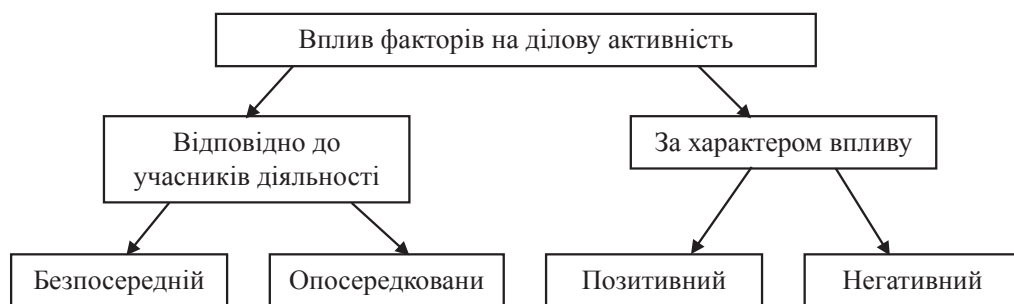 Вплив факторів на ділову активність
Відповідно до
учасників діяльності
За характером впливу
Безпосередній
Опосередковани
Позитивний
Негативний